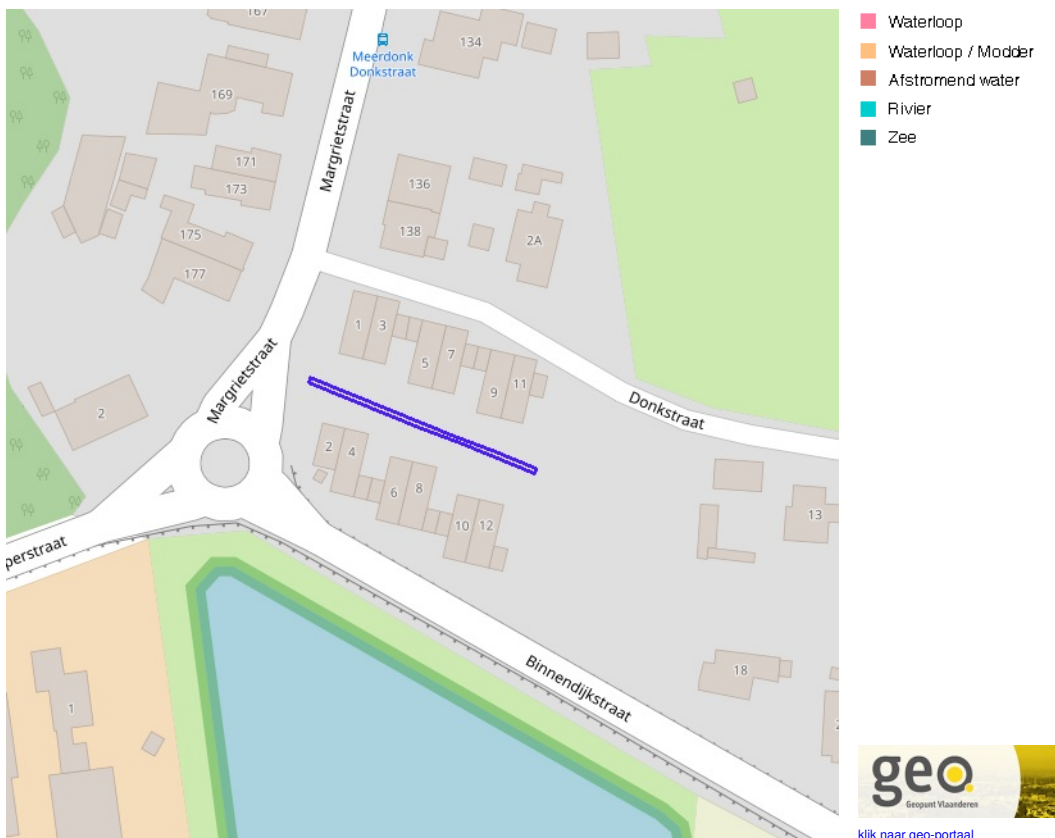 167
134
Meerdonk
Donkstraat
169
Margrietstraat
171
173
136
138
2A
175
177
1
3
5
7
9
11
Margrietstraat
2
Donkstraat
2
4
6
8
10
12
13
perstraat
Binnendijkstraat
18
1
Waterloop
Waterloop / Modder
Afstromend water
Rivier
Zee
geo
Geopunt Vlaanderen
klik naar geo-portaal